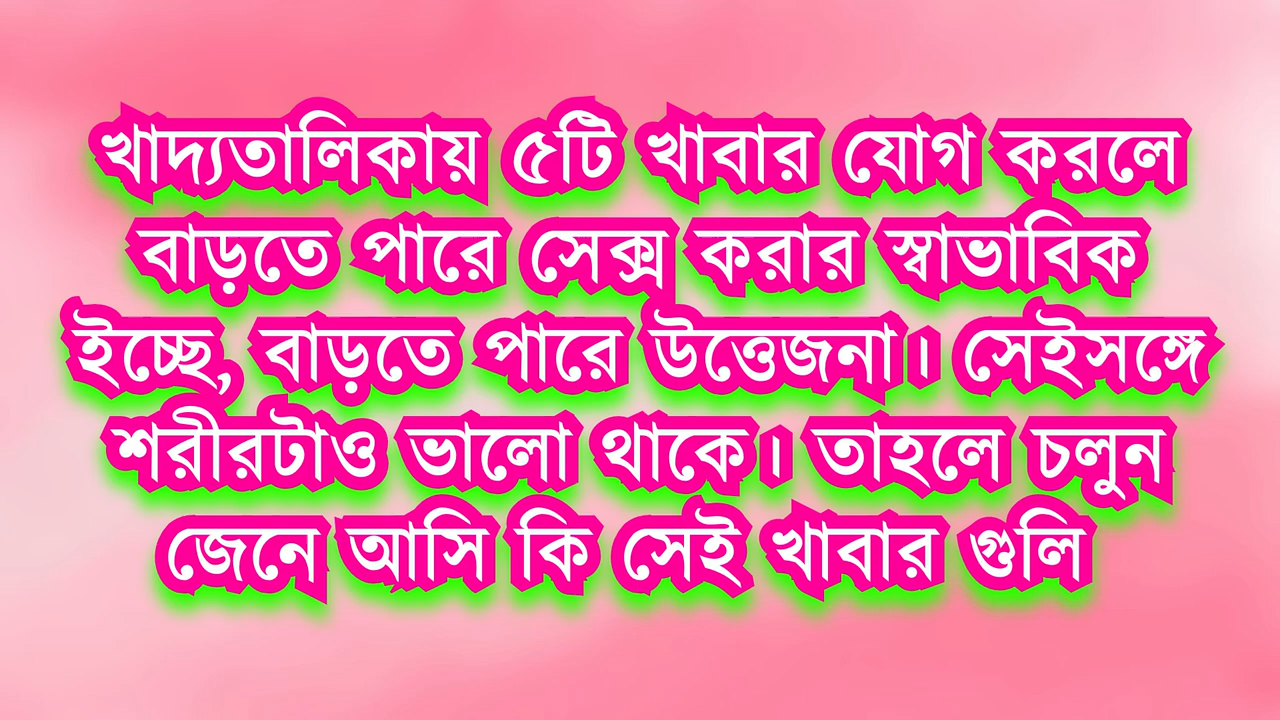 খাদ্যতালিকায় ৫টি খাবার যোগ করলে
বাড়তে পারে সেক্স করার স্বাভাবিক
ইচ্ছে, বাড়তে পারে উত্তেজনা। সেইসঙ্গে
শরীরটাও ভালো থাকে। তাহলে চলুন
জেনে আসি কি সেই খাবার গুলি